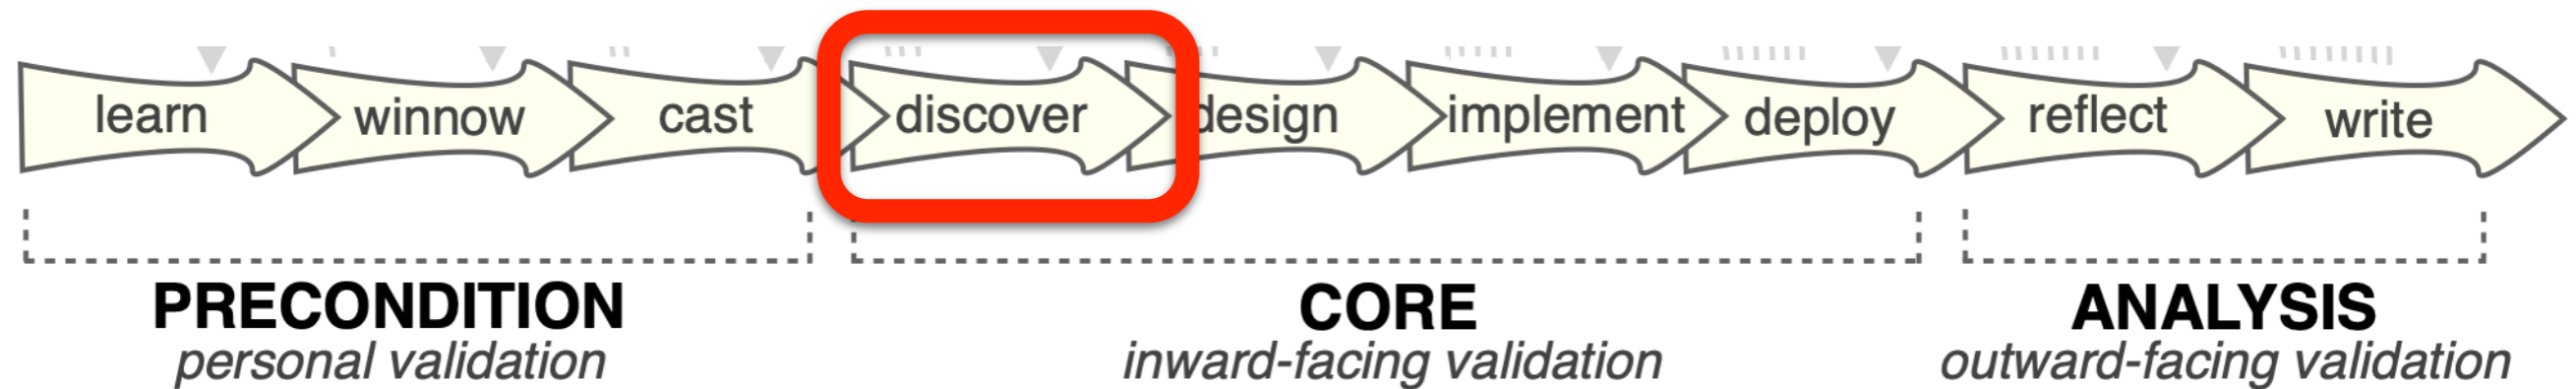 learn winnow cast discover design implement deploy reflect write
PRECONDITION CORE ANALYSIS
personal validation inward-facing validation outward-facing validation